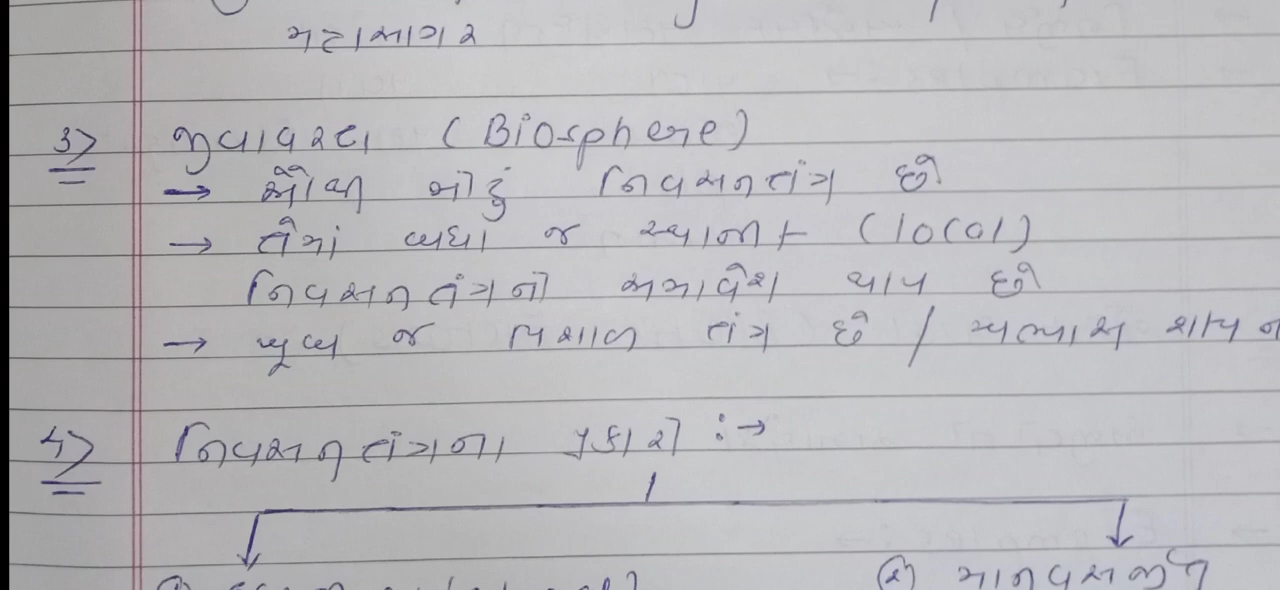 મહાસાગર
3> જીવાવરણ (Biosphere)
→ સૌથી મોટું નિવસનતંત્ર છે
→ તેમાં બધા જ સ્થાનિક (local)
નિવસનતંત્રનો સમાવેશ થાય છે
→ ખૂબ જ વિશાળ તંત્ર છે / અભ્યાસ
4> નિવસનતંત્રના પ્રકારો :→
(2) માનવસર્જીત